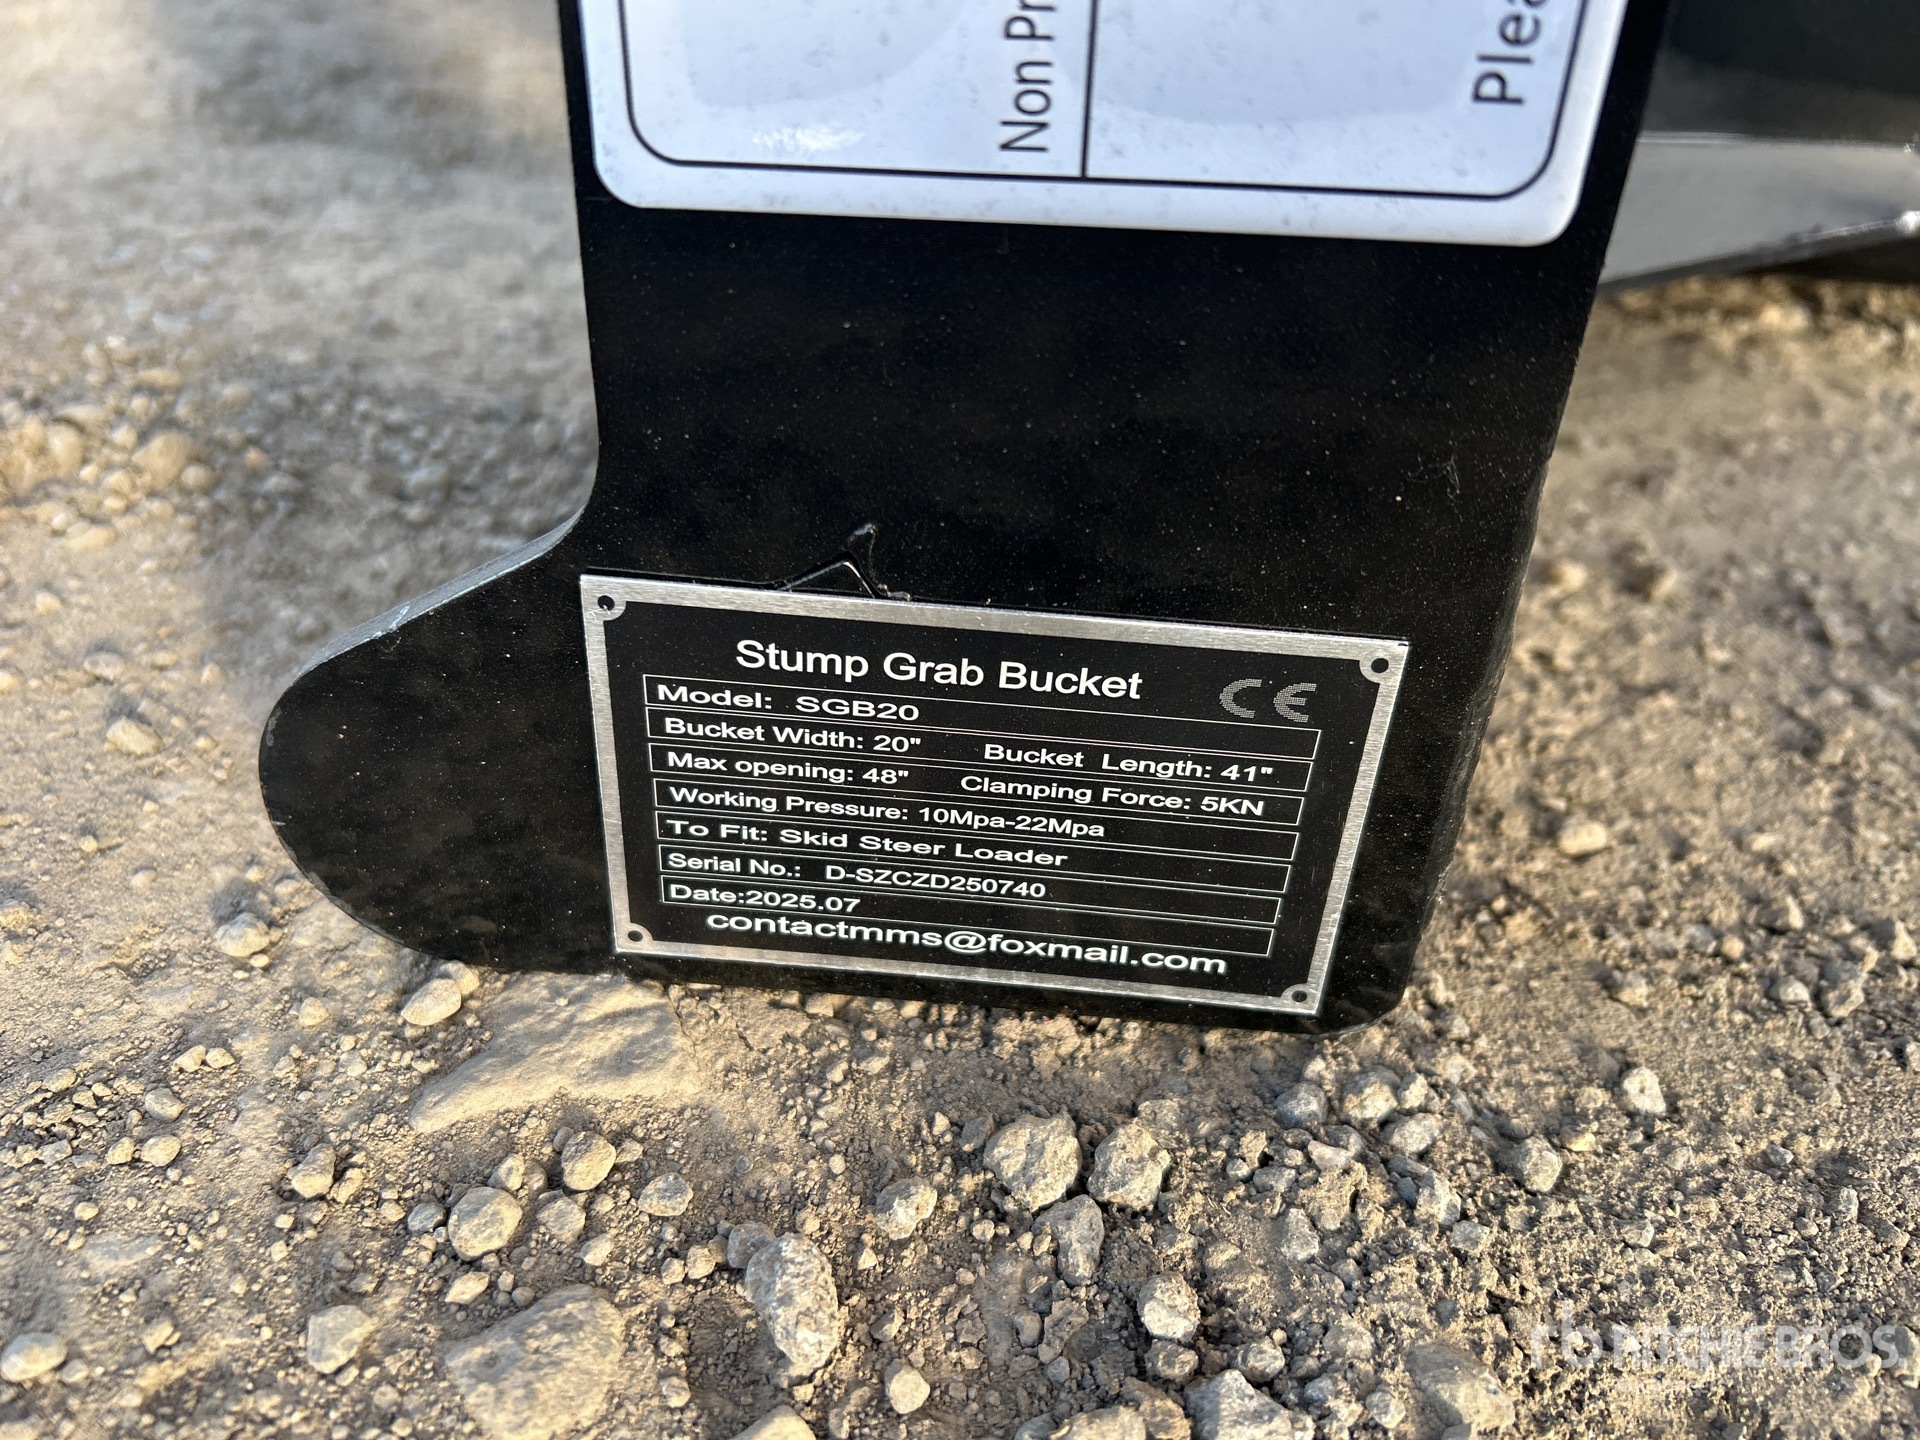 Non Pr
Plea
Stump Grab Bucket
CE
Model: SGB20
Bucket Width: 20" Bucket Length: 41"
Max opening: 48" Clamping Force: 5KN
Working Pressure: 10Mpa-22Mpa
To Fit: Skid Steer Loader
Serial No.: D-SZCZD250740
Date:2025.07
contactmms@foxmail.com
rb RITCHIE BROS.